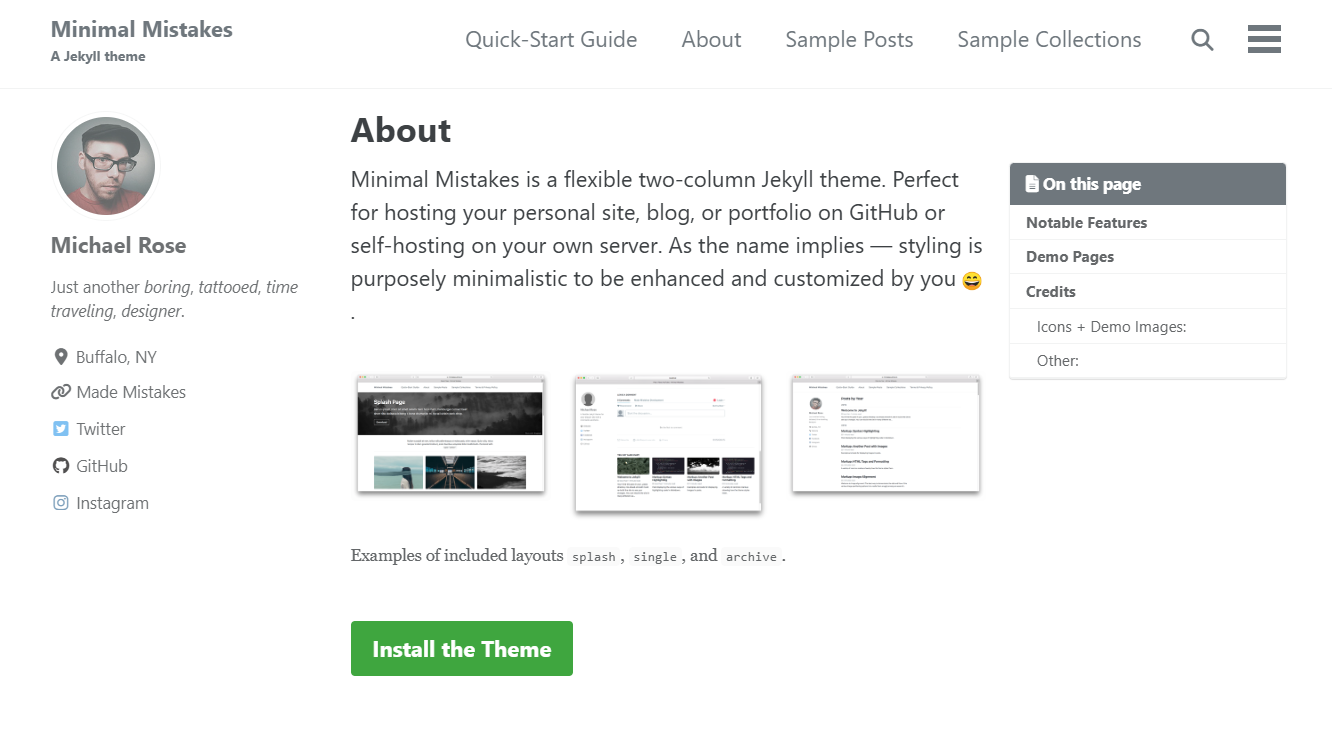 Minimal Mistakes
A Jekyll theme
Quick-Start Guide
About
Sample Posts
Sample Collections
Michael Rose
Just another boring, tattooed, time
traveling, designer.
Buffalo, NY
Made Mistakes
Twitter
GitHub
Instagram
About
Minimal Mistakes is a flexible two-column Jekyll theme. Perfect
for hosting your personal site, blog, or portfolio on GitHub or
self-hosting on your own server. As the name implies — styling is
purposely minimalistic to be enhanced and customized by you 😄
.
Splash Page
Examples of included layouts splash, single, and archive.
Install the Theme
On this page
Notable Features
Demo Pages
Credits
Icons + Demo Images:
Other: